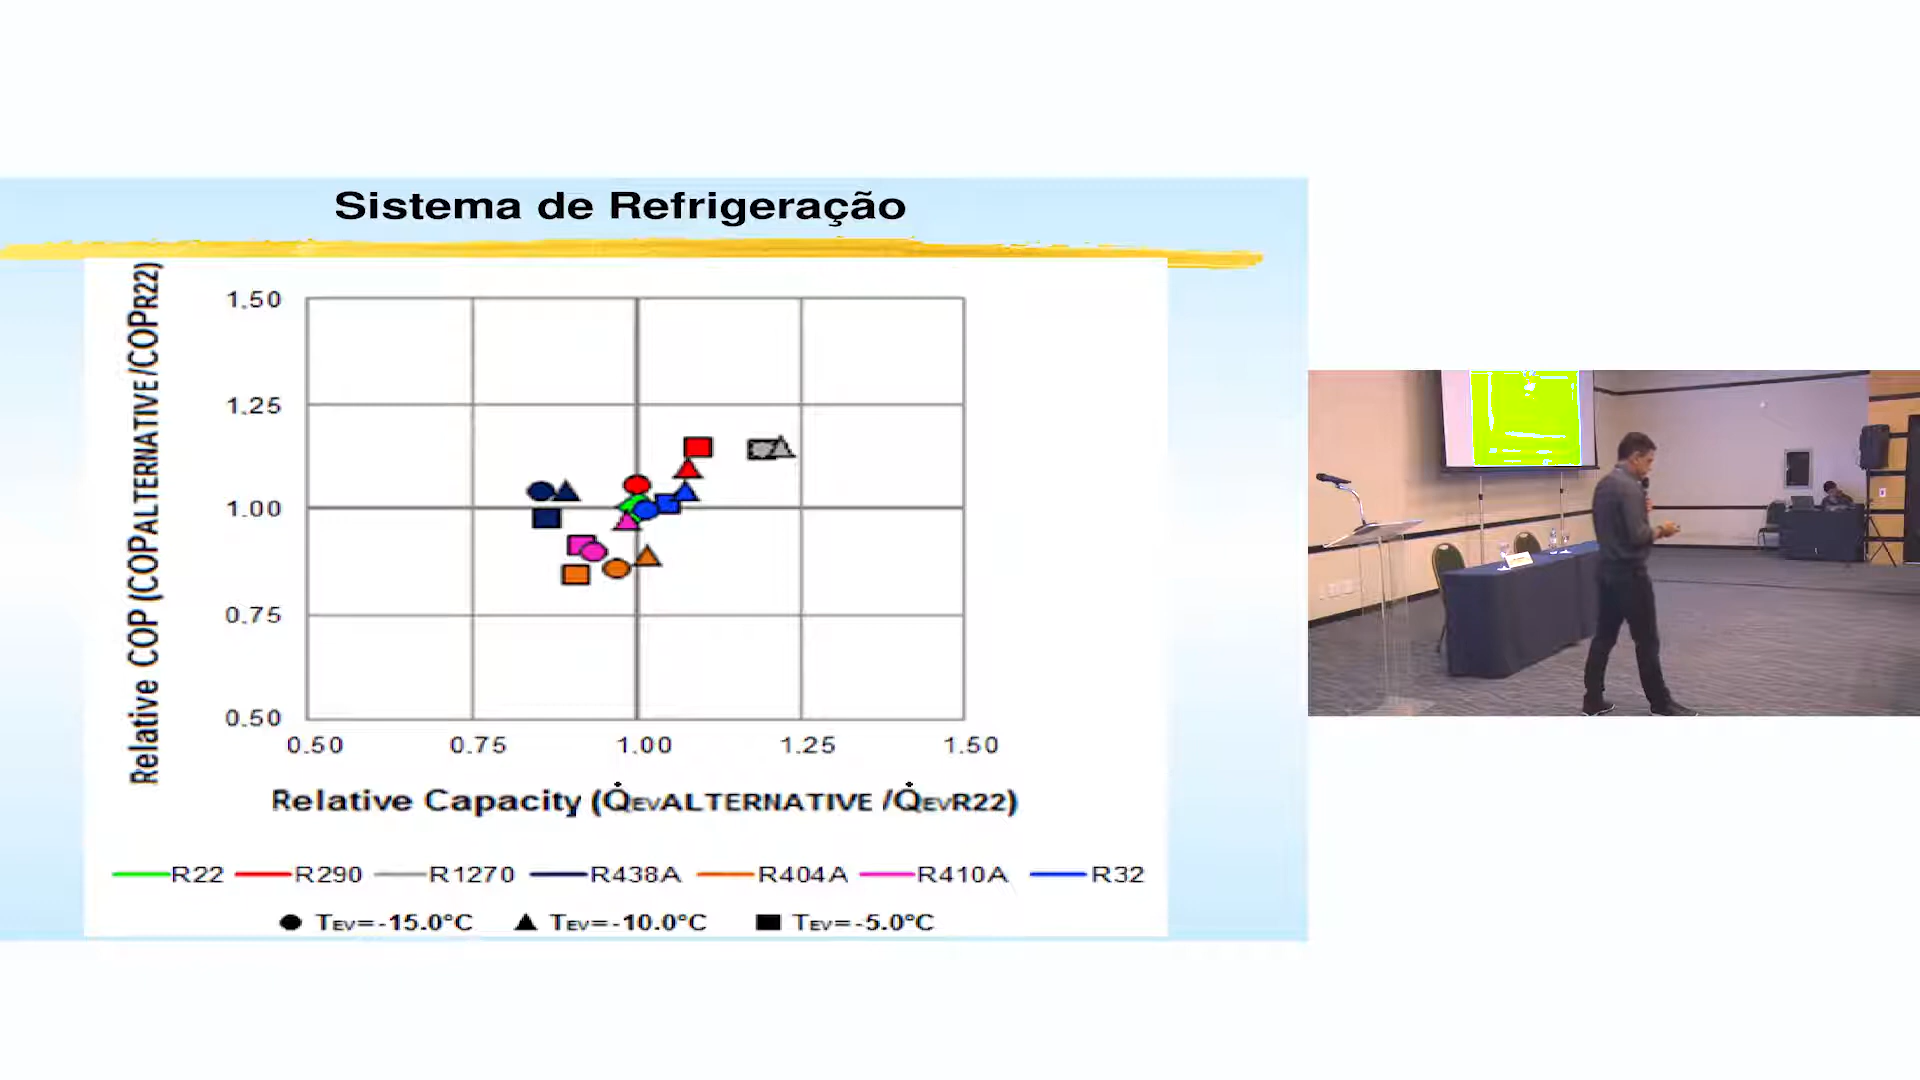 Sistema de Refrigeração
Relative COP (COPALTERNATIVE/COPR22)
1.50
1.25
1.00
0.75
0.50
0.50 0.75 1.00 1.25 1.50
Relative Capacity (Q̇EVALTERNATIVE /Q̇EVR22)
R22 R290 R1270 R438A R404A R410A R32
TEV=-15.0°C TEV=-10.0°C TEV=-5.0°C